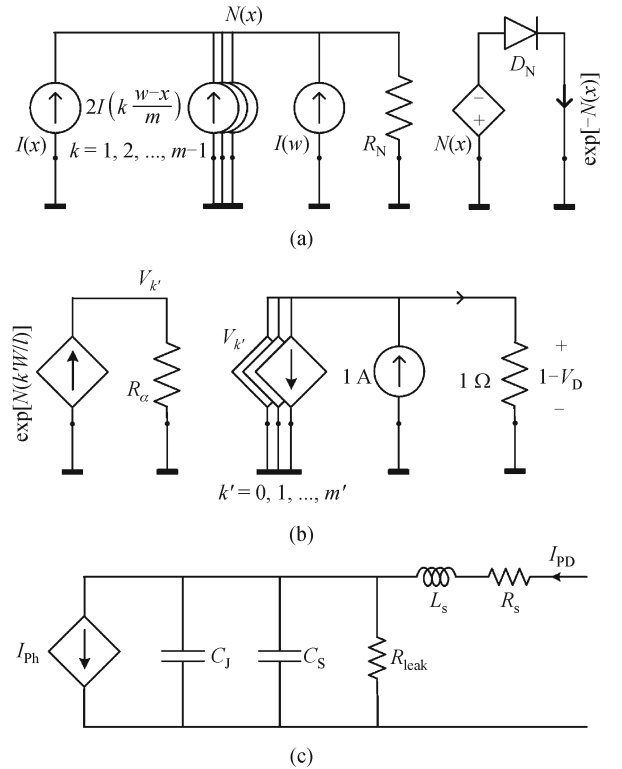 N(x)
I(x)
2I(k w−x/m)
k = 1, 2, ..., m−1
I(w)
R_N
N(x)
−
+
D_N
exp[−N(x)]
(a)
exp[N(k'W/l)]
V_k'
R_α
V_k'
k' = 0, 1, ..., m'
1 A
1 Ω
+
1−V_D
−
(b)
I_Ph
C_J
C_S
R_leak
L_s
R_s
I_PD
(c)